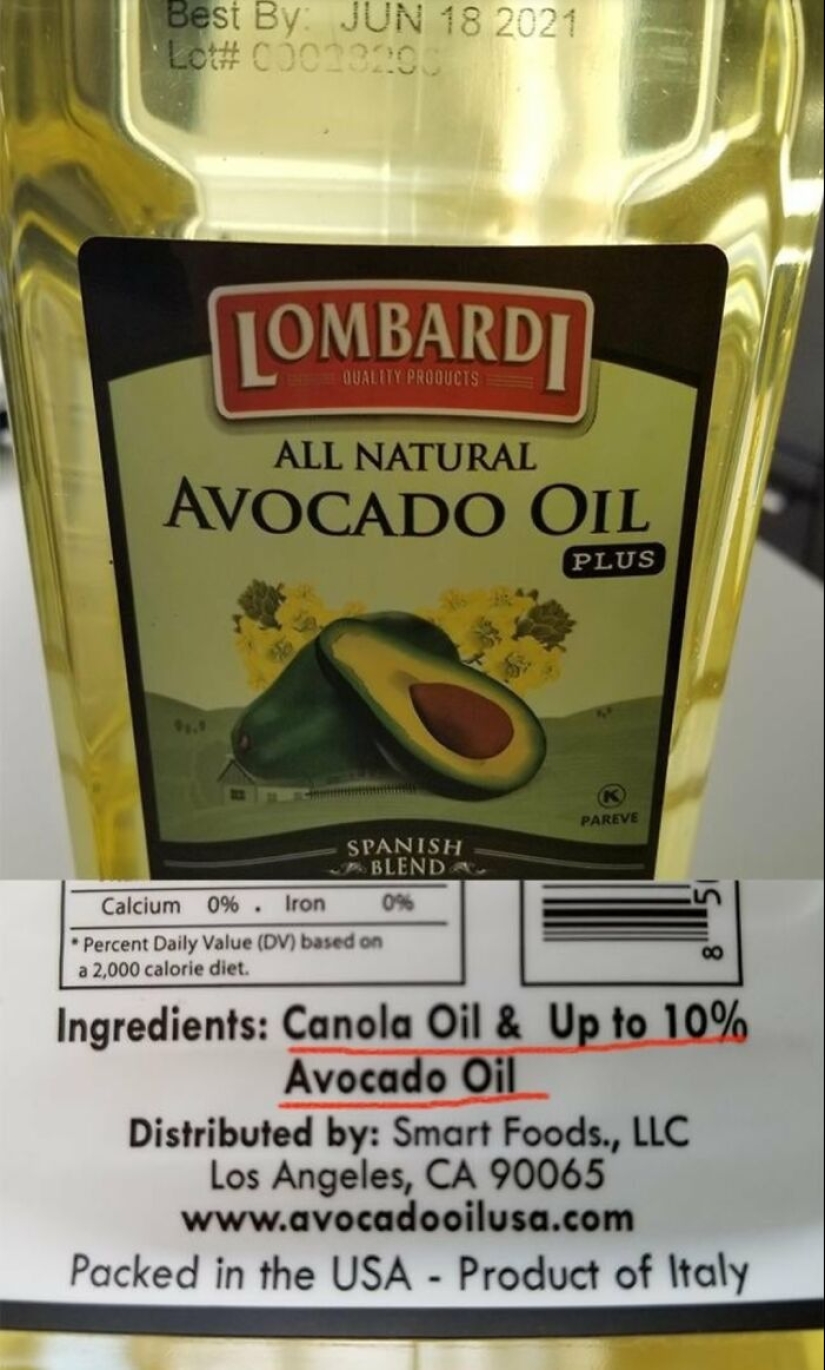 Best By: JUN 18 2021
Lot#
LOMBARDI
QUALITY PRODUCTS
ALL NATURAL
AVOCADO OIL
PLUS
K
PAREVE
SPANISH
BLEND
Calcium 0% . Iron 0%
* Percent Daily Value (DV) based on
a 2,000 calorie diet.
8
Ingredients: Canola Oil & Up to 10%
Avocado Oil
Distributed by: Smart Foods., LLC
Los Angeles, CA 90065
www.avocadooilusa.com
Packed in the USA - Product of Italy